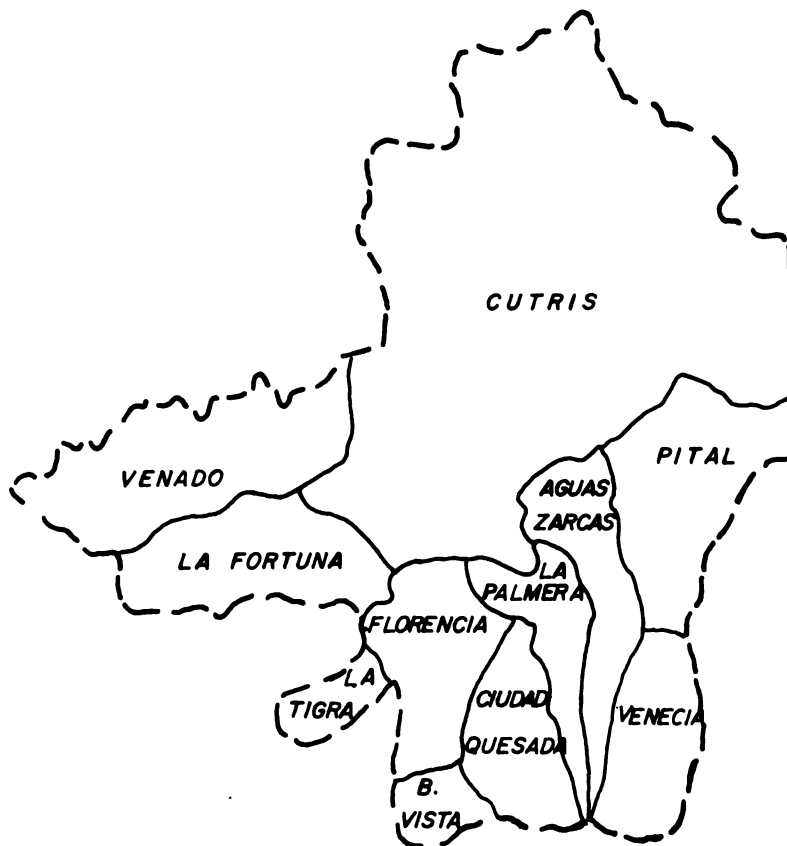 CUTRIS
PITAL
VENADO
AGUAS
ZARCAS
LA FORTUNA
LA
PALMERA
FLORENCIA
LA
TIGRA
CIUDAD
QUESADA
VENECIA
B.
VISTA